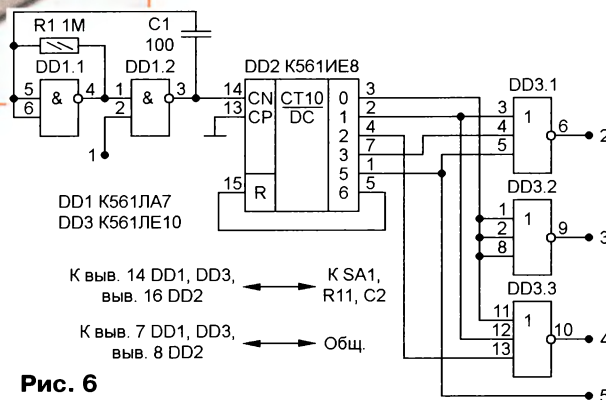 R1 1М
C1
100
DD1.1
DD1.2
DD2 К561ИЕ8
DD3.1
5
6
&
4
1
2
&
3
14
13
15
CN
CP
R
CT10
DC
0
1
2
3
5
6
3
2
4
7
1
5
3
4
5
1
6
2
DD3.2
1
2
8
1
9
3
DD3.3
11
12
13
1
10
4
5
1
DD1 К561ЛА7
DD3 К561ЛЕ10
К выв. 14 DD1, DD3,
выв. 16 DD2
К SA1,
R11, C2
К выв. 7 DD1, DD3,
выв. 8 DD2
Общ.
Рис. 6